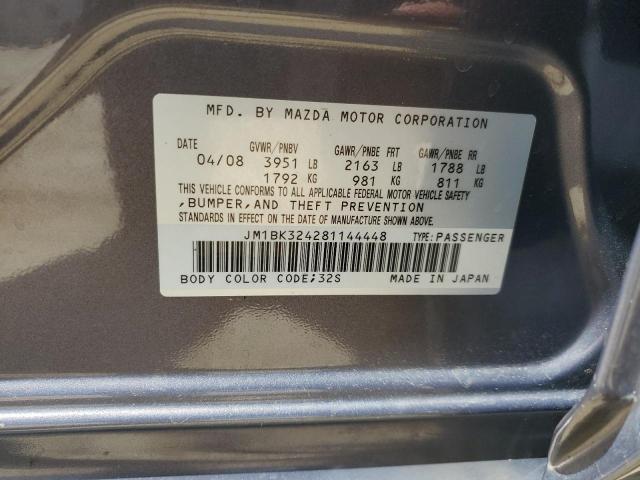 MFD. BY MAZDA MOTOR CORPORATION
DATE GVWR/PNBV GAWR/PNBE FRT GAWR/PNBE RR
04/08 3951 LB 2163 LB 1788 LB
1792 KG 981 KG 811 KG
THIS VEHICLE CONFORMS TO ALL APPLICABLE FEDERAL MOTOR VEHICLE SAFETY
,BUMPER,AND THEFT PREVENTION
STANDARDS IN EFFECT ON THE DATE OF MANUFACTURE SHOWN ABOVE.
JM1BK324281144448 TYPE:PASSENGER
BODY COLOR CODE;32S MADE IN JAPAN